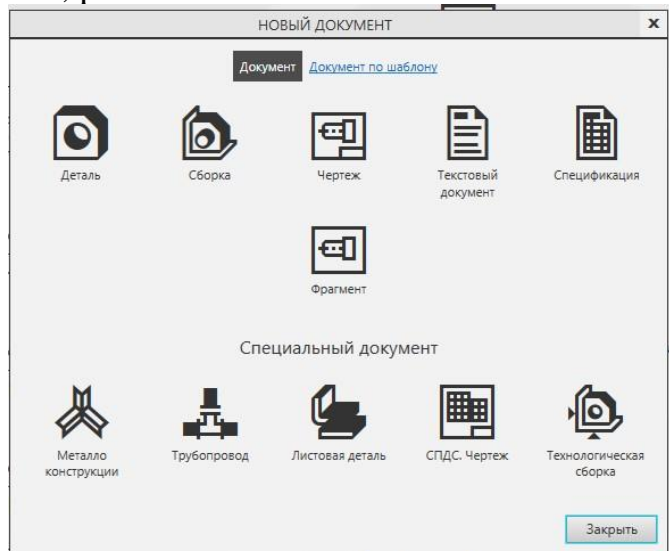 НОВЫЙ ДОКУМЕНТ x
Документ Документ по шаблону
Деталь Сборка Чертеж Текстовый документ Спецификация
Фрагмент
Специальный документ
Металло конструкции Трубопровод Листовая деталь СПДС. Чертеж Технологическая сборка
Закрыть